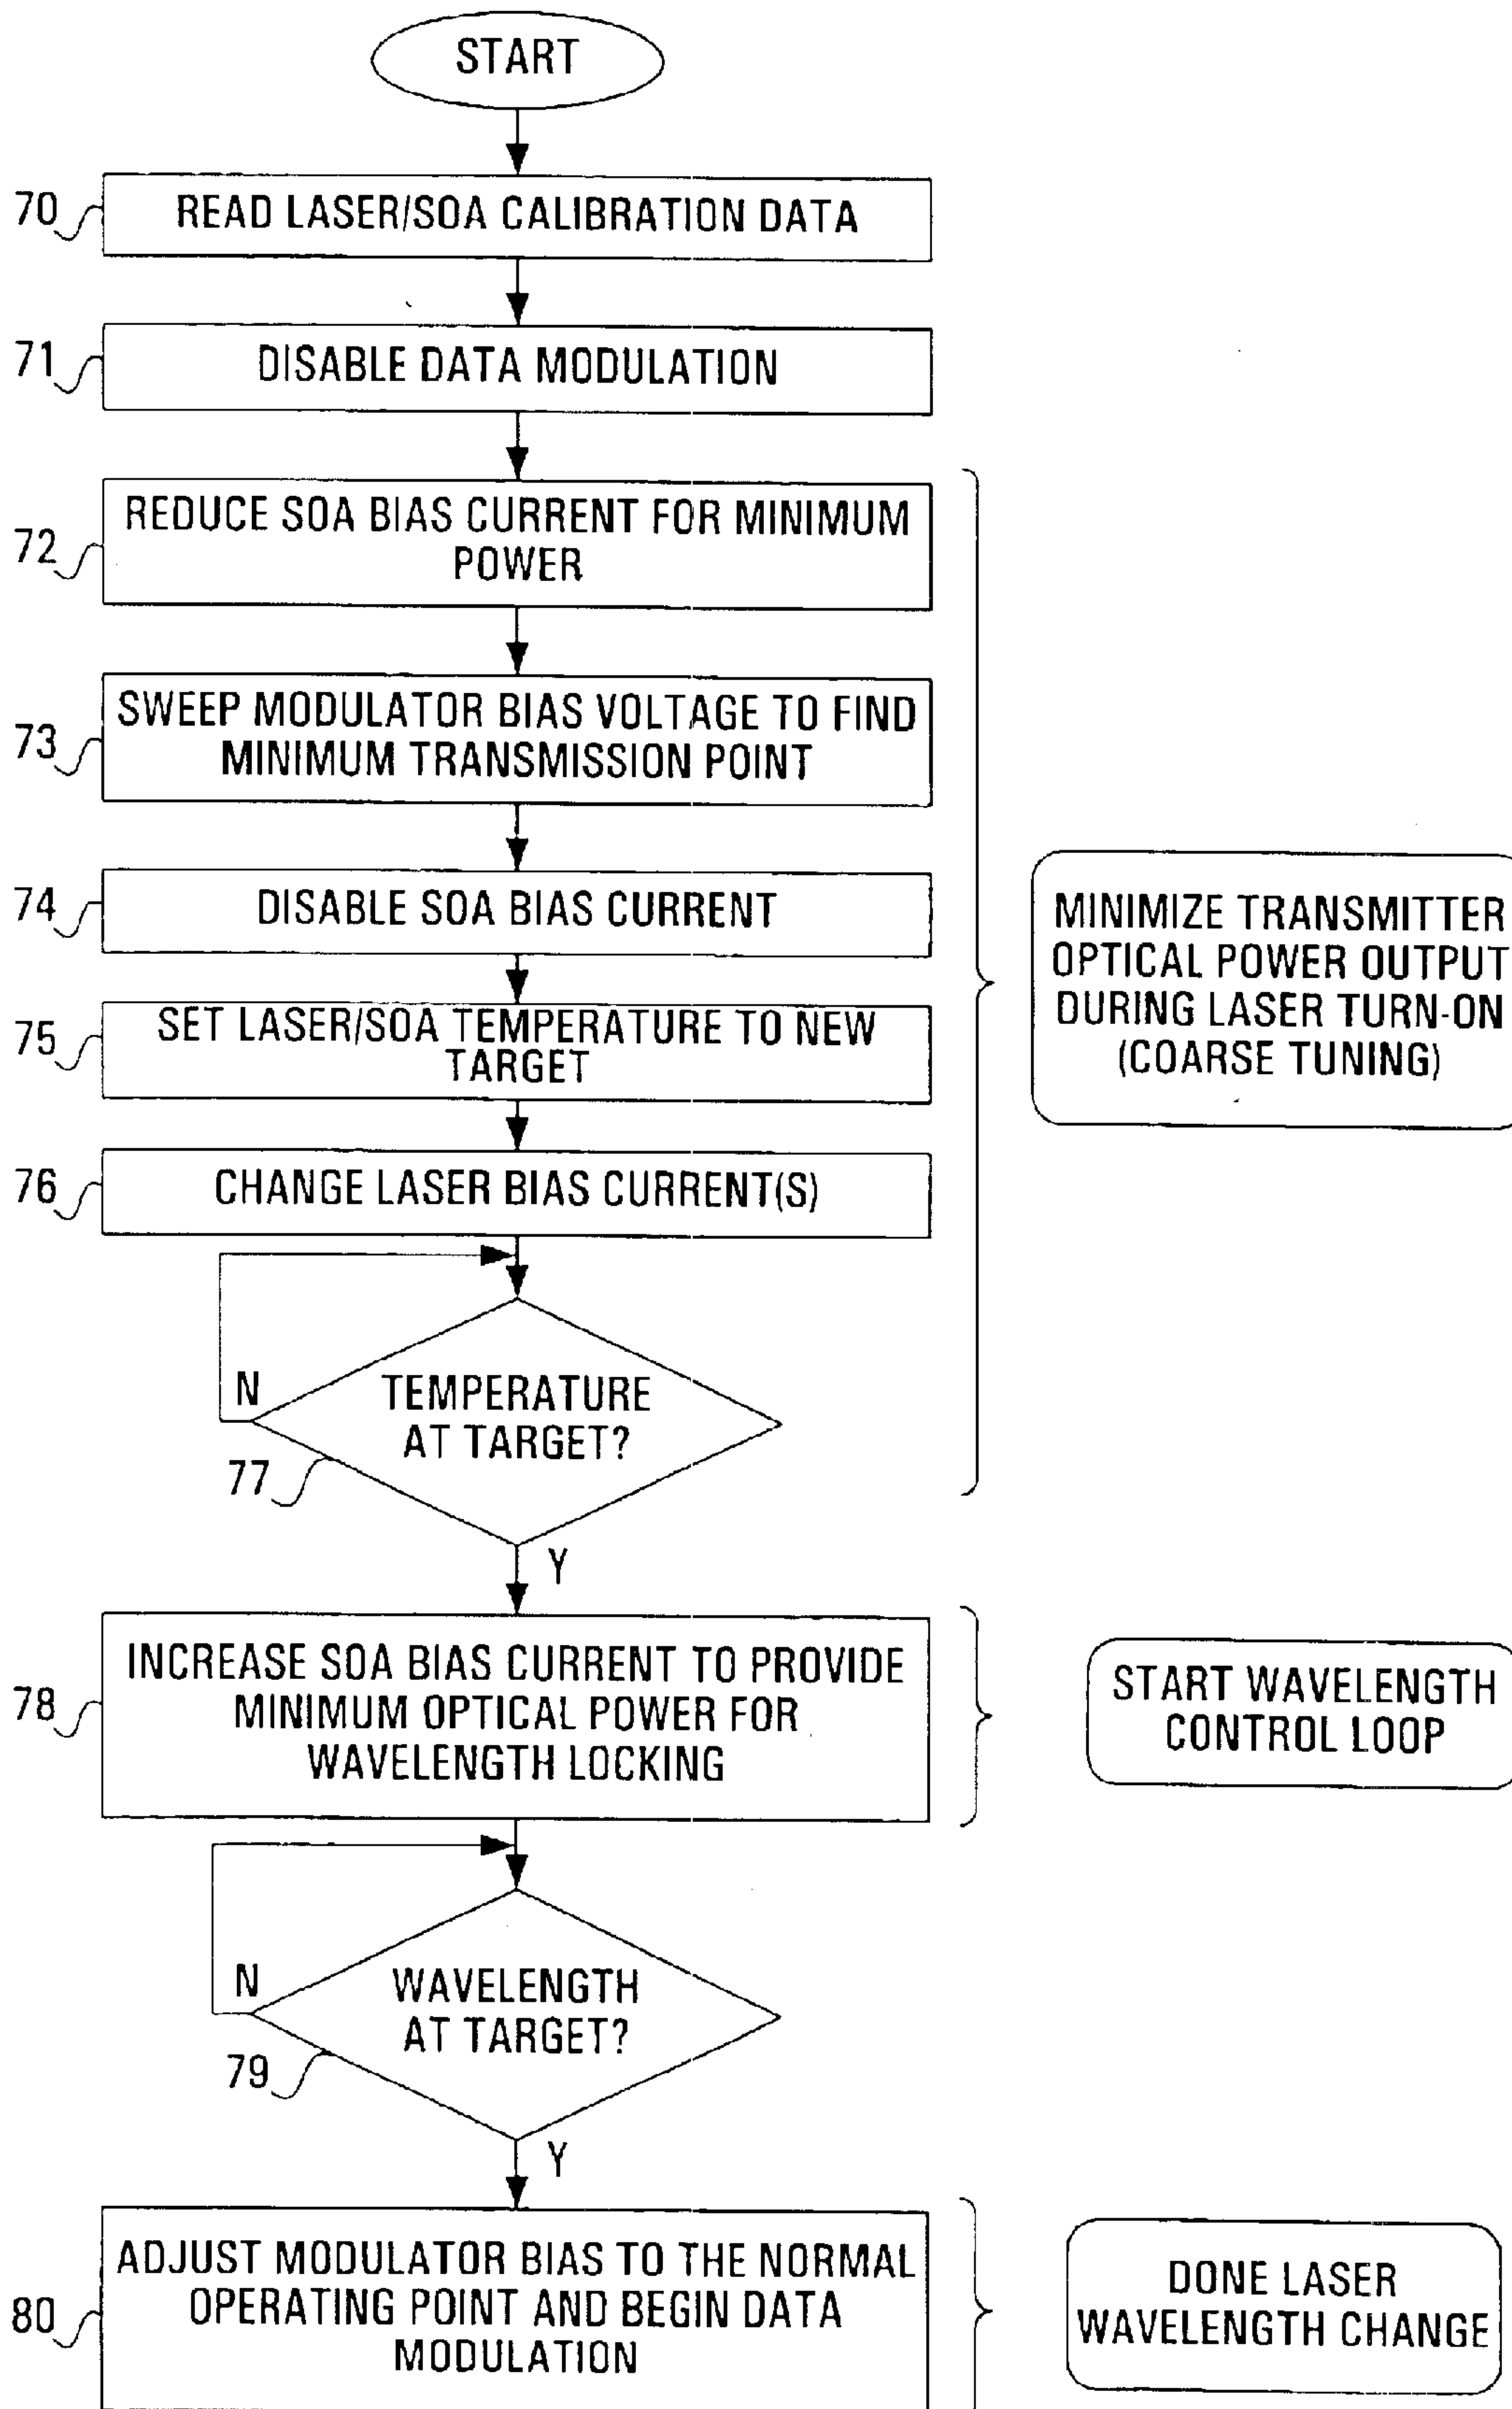 START
70
READ LASER/SOA CALIBRATION DATA
71
DISABLE DATA MODULATION
72
REDUCE SOA BIAS CURRENT FOR MINIMUM
POWER
73
SWEEP MODULATOR BIAS VOLTAGE TO FIND
MINIMUM TRANSMISSION POINT
74
DISABLE SOA BIAS CURRENT
75
SET LASER/SOA TEMPERATURE TO NEW
TARGET
76
CHANGE LASER BIAS CURRENT(S)
MINIMIZE TRANSMITTER
OPTICAL POWER OUTPUT
DURING LASER TURN-ON
(COARSE TUNING)
N
TEMPERATURE
AT TARGET?
77
Y
78
INCREASE SOA BIAS CURRENT TO PROVIDE
MINIMUM OPTICAL POWER FOR
WAVELENGTH LOCKING
START WAVELENGTH
CONTROL LOOP
N
WAVELENGTH
AT TARGET?
79
Y
80
ADJUST MODULATOR BIAS TO THE NORMAL
OPERATING POINT AND BEGIN DATA
MODULATION
DONE LASER
WAVELENGTH CHANGE